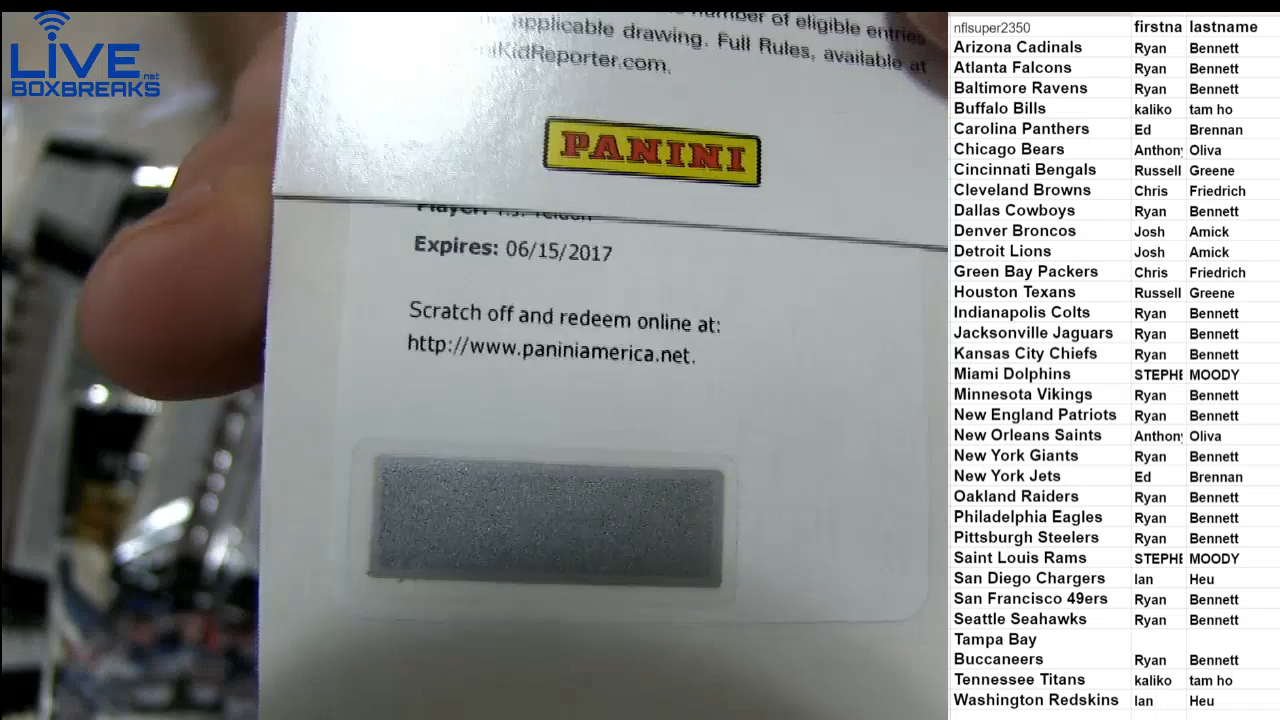 LIVE
.net
BOXBREAKS
number of eligible entries
applicable drawing. Full Rules, available at
KidReporter.com.
PANINI
Player: T.J. Yeldon
Expires: 06/15/2017
Scratch off and redeem online at:
http://www.paniniamerica.net.
nflsuper2350 firstna lastname
Arizona Cadinals Ryan Bennett
Atlanta Falcons Ryan Bennett
Baltimore Ravens Ryan Bennett
Buffalo Bills kaliko tam ho
Carolina Panthers Ed Brennan
Chicago Bears Anthony Oliva
Cincinnati Bengals Russell Greene
Cleveland Browns Chris Friedrich
Dallas Cowboys Ryan Bennett
Denver Broncos Josh Amick
Detroit Lions Josh Amick
Green Bay Packers Chris Friedrich
Houston Texans Russell Greene
Indianapolis Colts Ryan Bennett
Jacksonville Jaguars Ryan Bennett
Kansas City Chiefs Ryan Bennett
Miami Dolphins STEPHE MOODY
Minnesota Vikings Ryan Bennett
New England Patriots Ryan Bennett
New Orleans Saints Anthony Oliva
New York Giants Ryan Bennett
New York Jets Ed Brennan
Oakland Raiders Ryan Bennett
Philadelphia Eagles Ryan Bennett
Pittsburgh Steelers Ryan Bennett
Saint Louis Rams STEPHE MOODY
San Diego Chargers Ian Heu
San Francisco 49ers Ryan Bennett
Seattle Seahawks Ryan Bennett
Tampa Bay
Buccaneers Ryan Bennett
Tennessee Titans kaliko tam ho
Washington Redskins Ian Heu